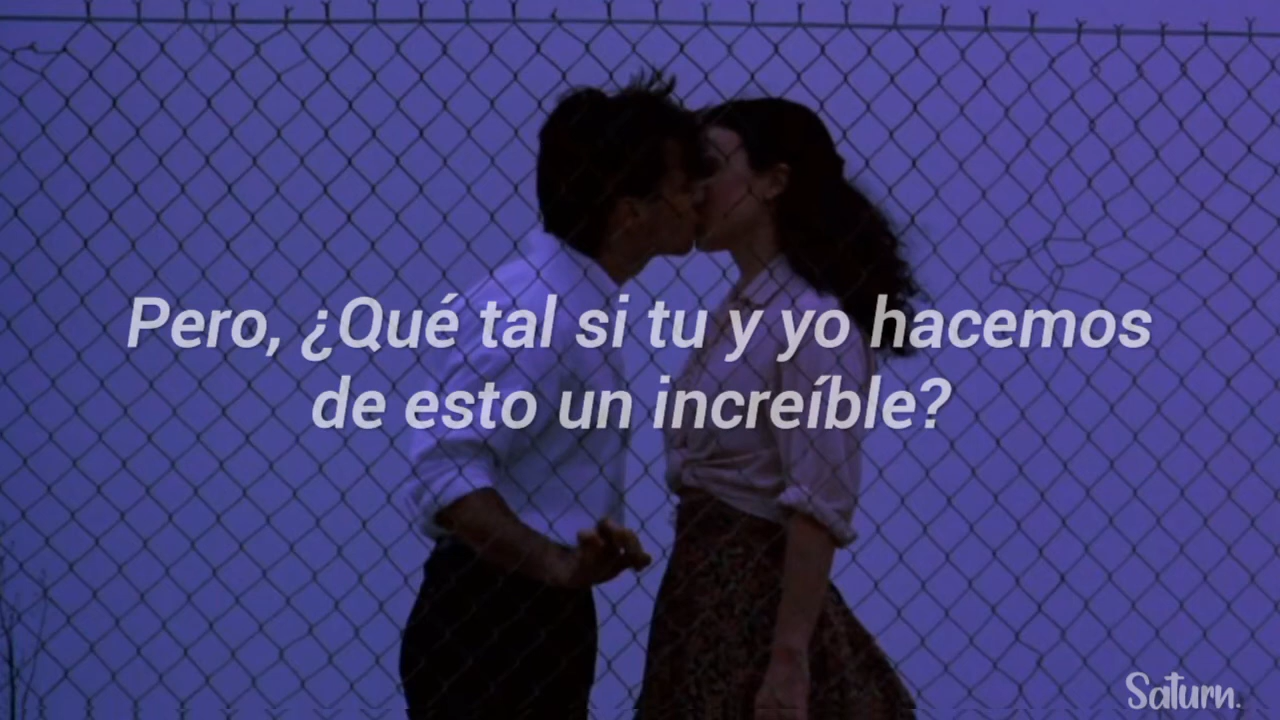 Pero, ¿Qué tal si tu y yo hacemos
de esto un increíble?
Saturn.